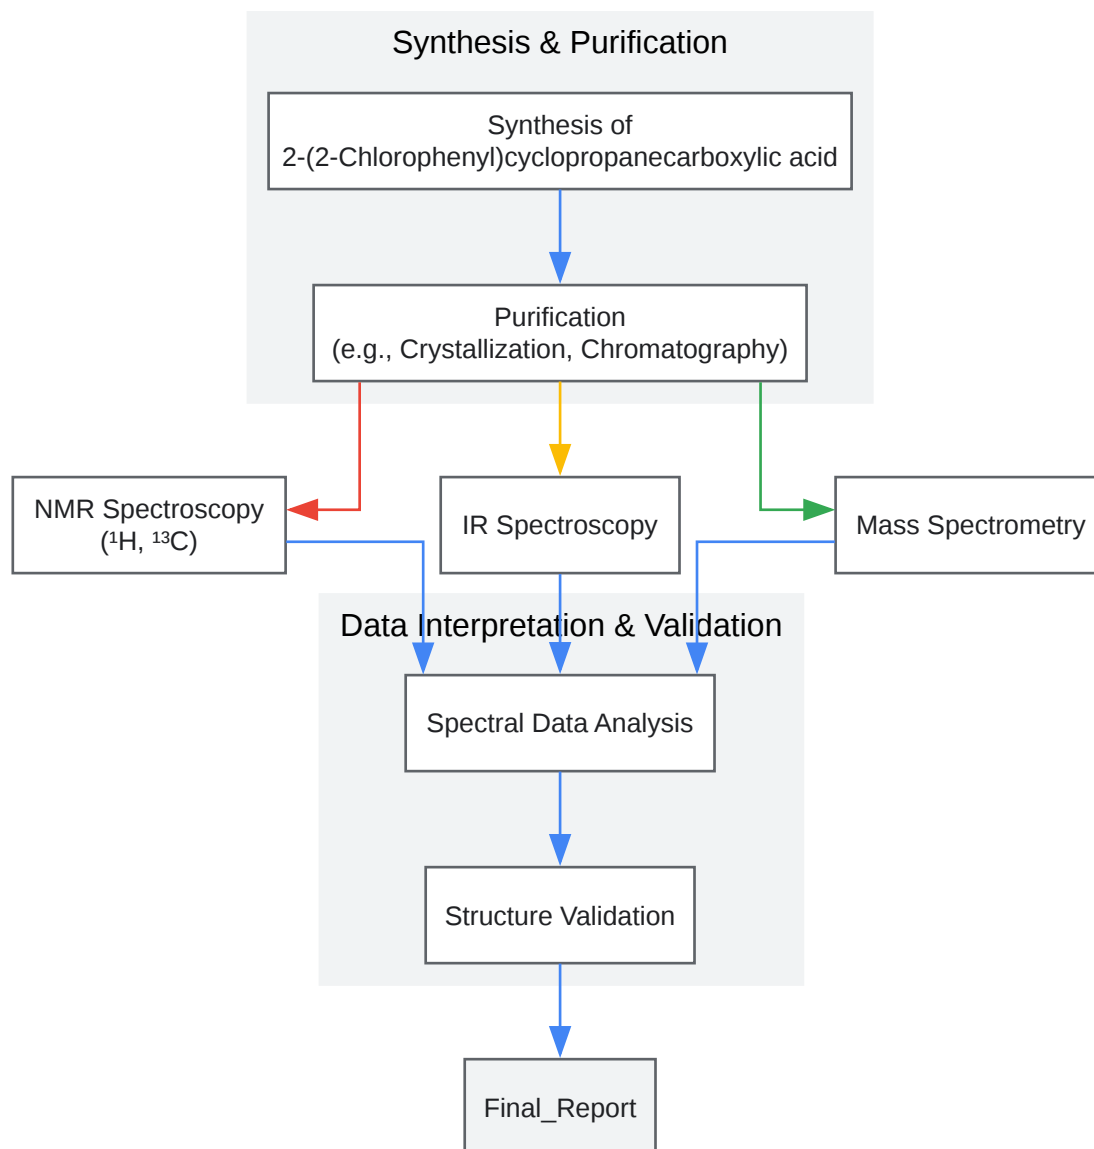 Synthesis & Purification
Synthesis of
2-(2-Chlorophenyl)cyclopropanecarboxylic acid
Purification
(e.g., Crystallization, Chromatography)
NMR Spectroscopy
(¹H, ¹³C)
IR Spectroscopy
Mass Spectrometry
Data Interpretation & Validation
Spectral Data Analysis
Structure Validation
Final_Report